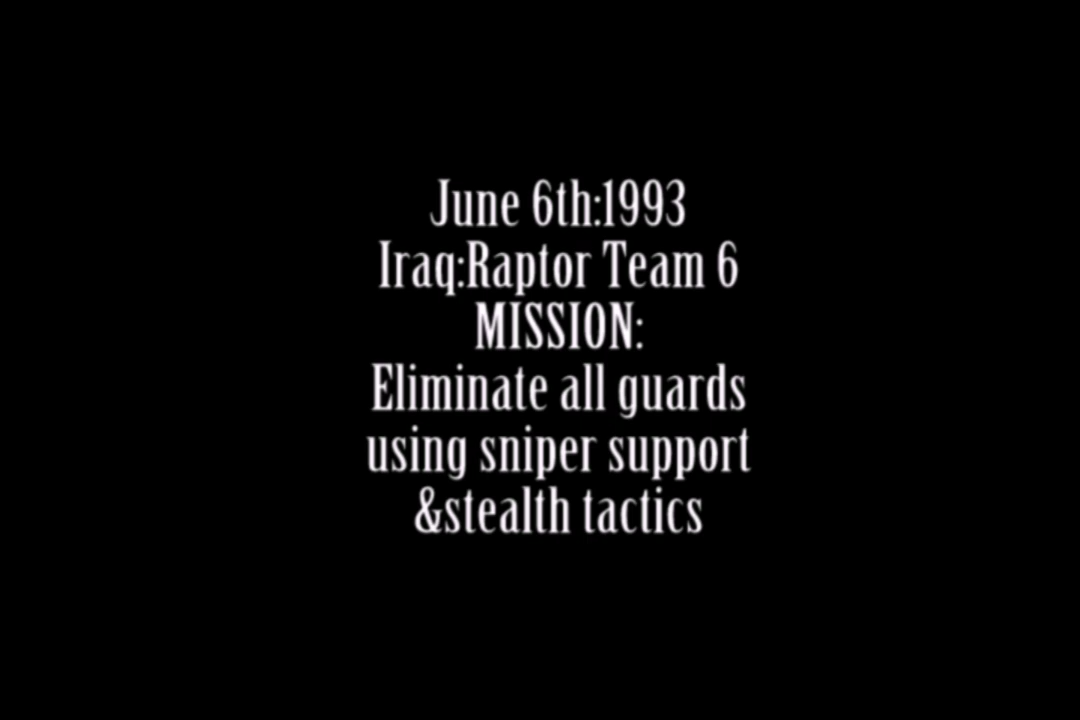 June 6th:1993
Iraq:Raptor Team 6
MISSION:
Eliminate all guards
using sniper support
&stealth tactics